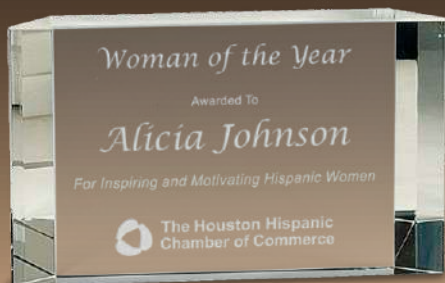 Woman of the Year
Awarded To
Alicia Johnson
For Inspiring and Motivating Hispanic Women
The Houston Hispanic
Chamber of Commerce